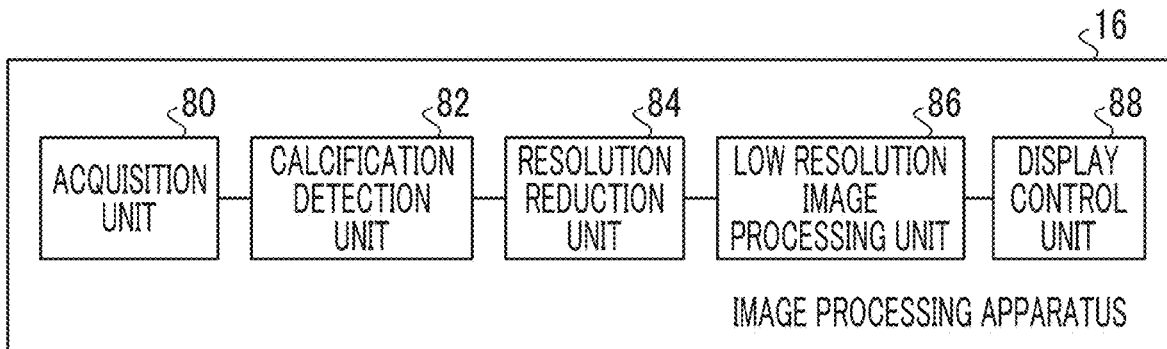 16
80
82
84
86
88
ACQUISITION
UNIT
CALCIFICATION
DETECTION
UNIT
RESOLUTION
REDUCTION
UNIT
LOW RESOLUTION
IMAGE
PROCESSING UNIT
DISPLAY
CONTROL
UNIT
IMAGE PROCESSING APPARATUS